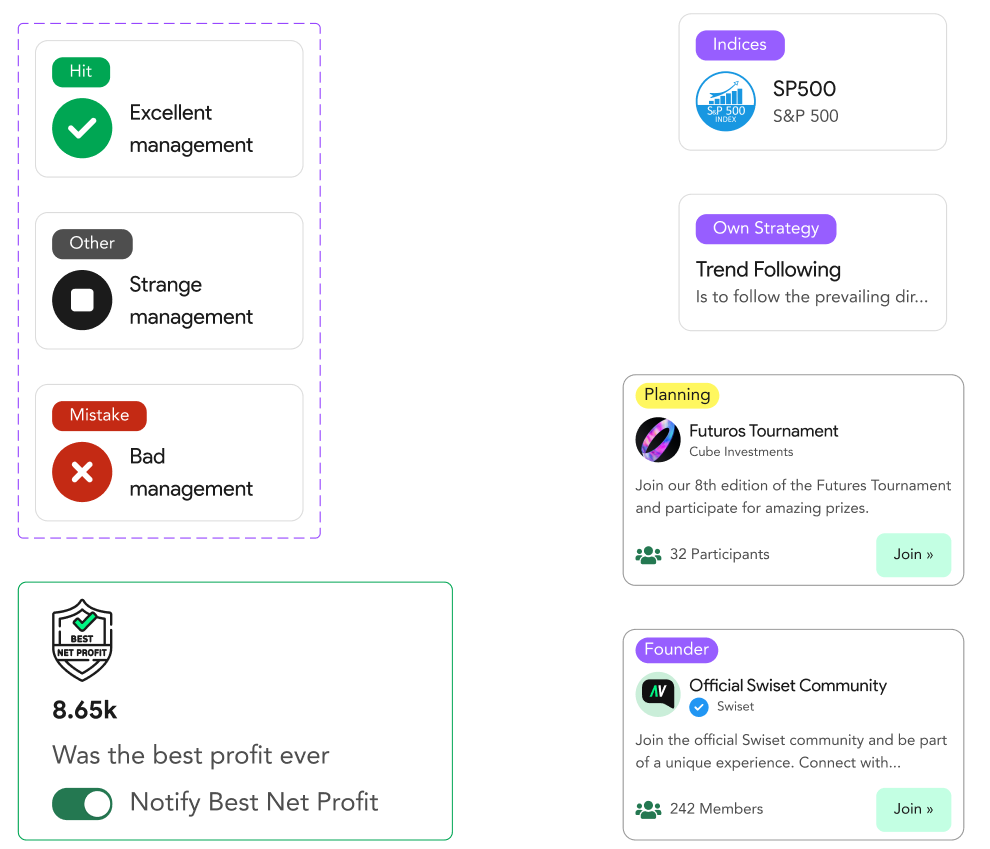 Hit
Excellent
management
Other
Strange
management
Mistake
Bad
management
BEST
NET PROFIT
8.65k
Was the best profit ever
Notify Best Net Profit
Indices
S&P 500
INDEX
SP500
S&P 500
Own Strategy
Trend Following
Is to follow the prevailing dir...
Planning
Futuros Tournament
Cube Investments
Join our 8th edition of the Futures Tournament
and participate for amazing prizes.
32 Participants
Join »
Founder
Official Swiset Community
Swiset
Join the official Swiset community and be part
of a unique experience. Connect with...
242 Members
Join »